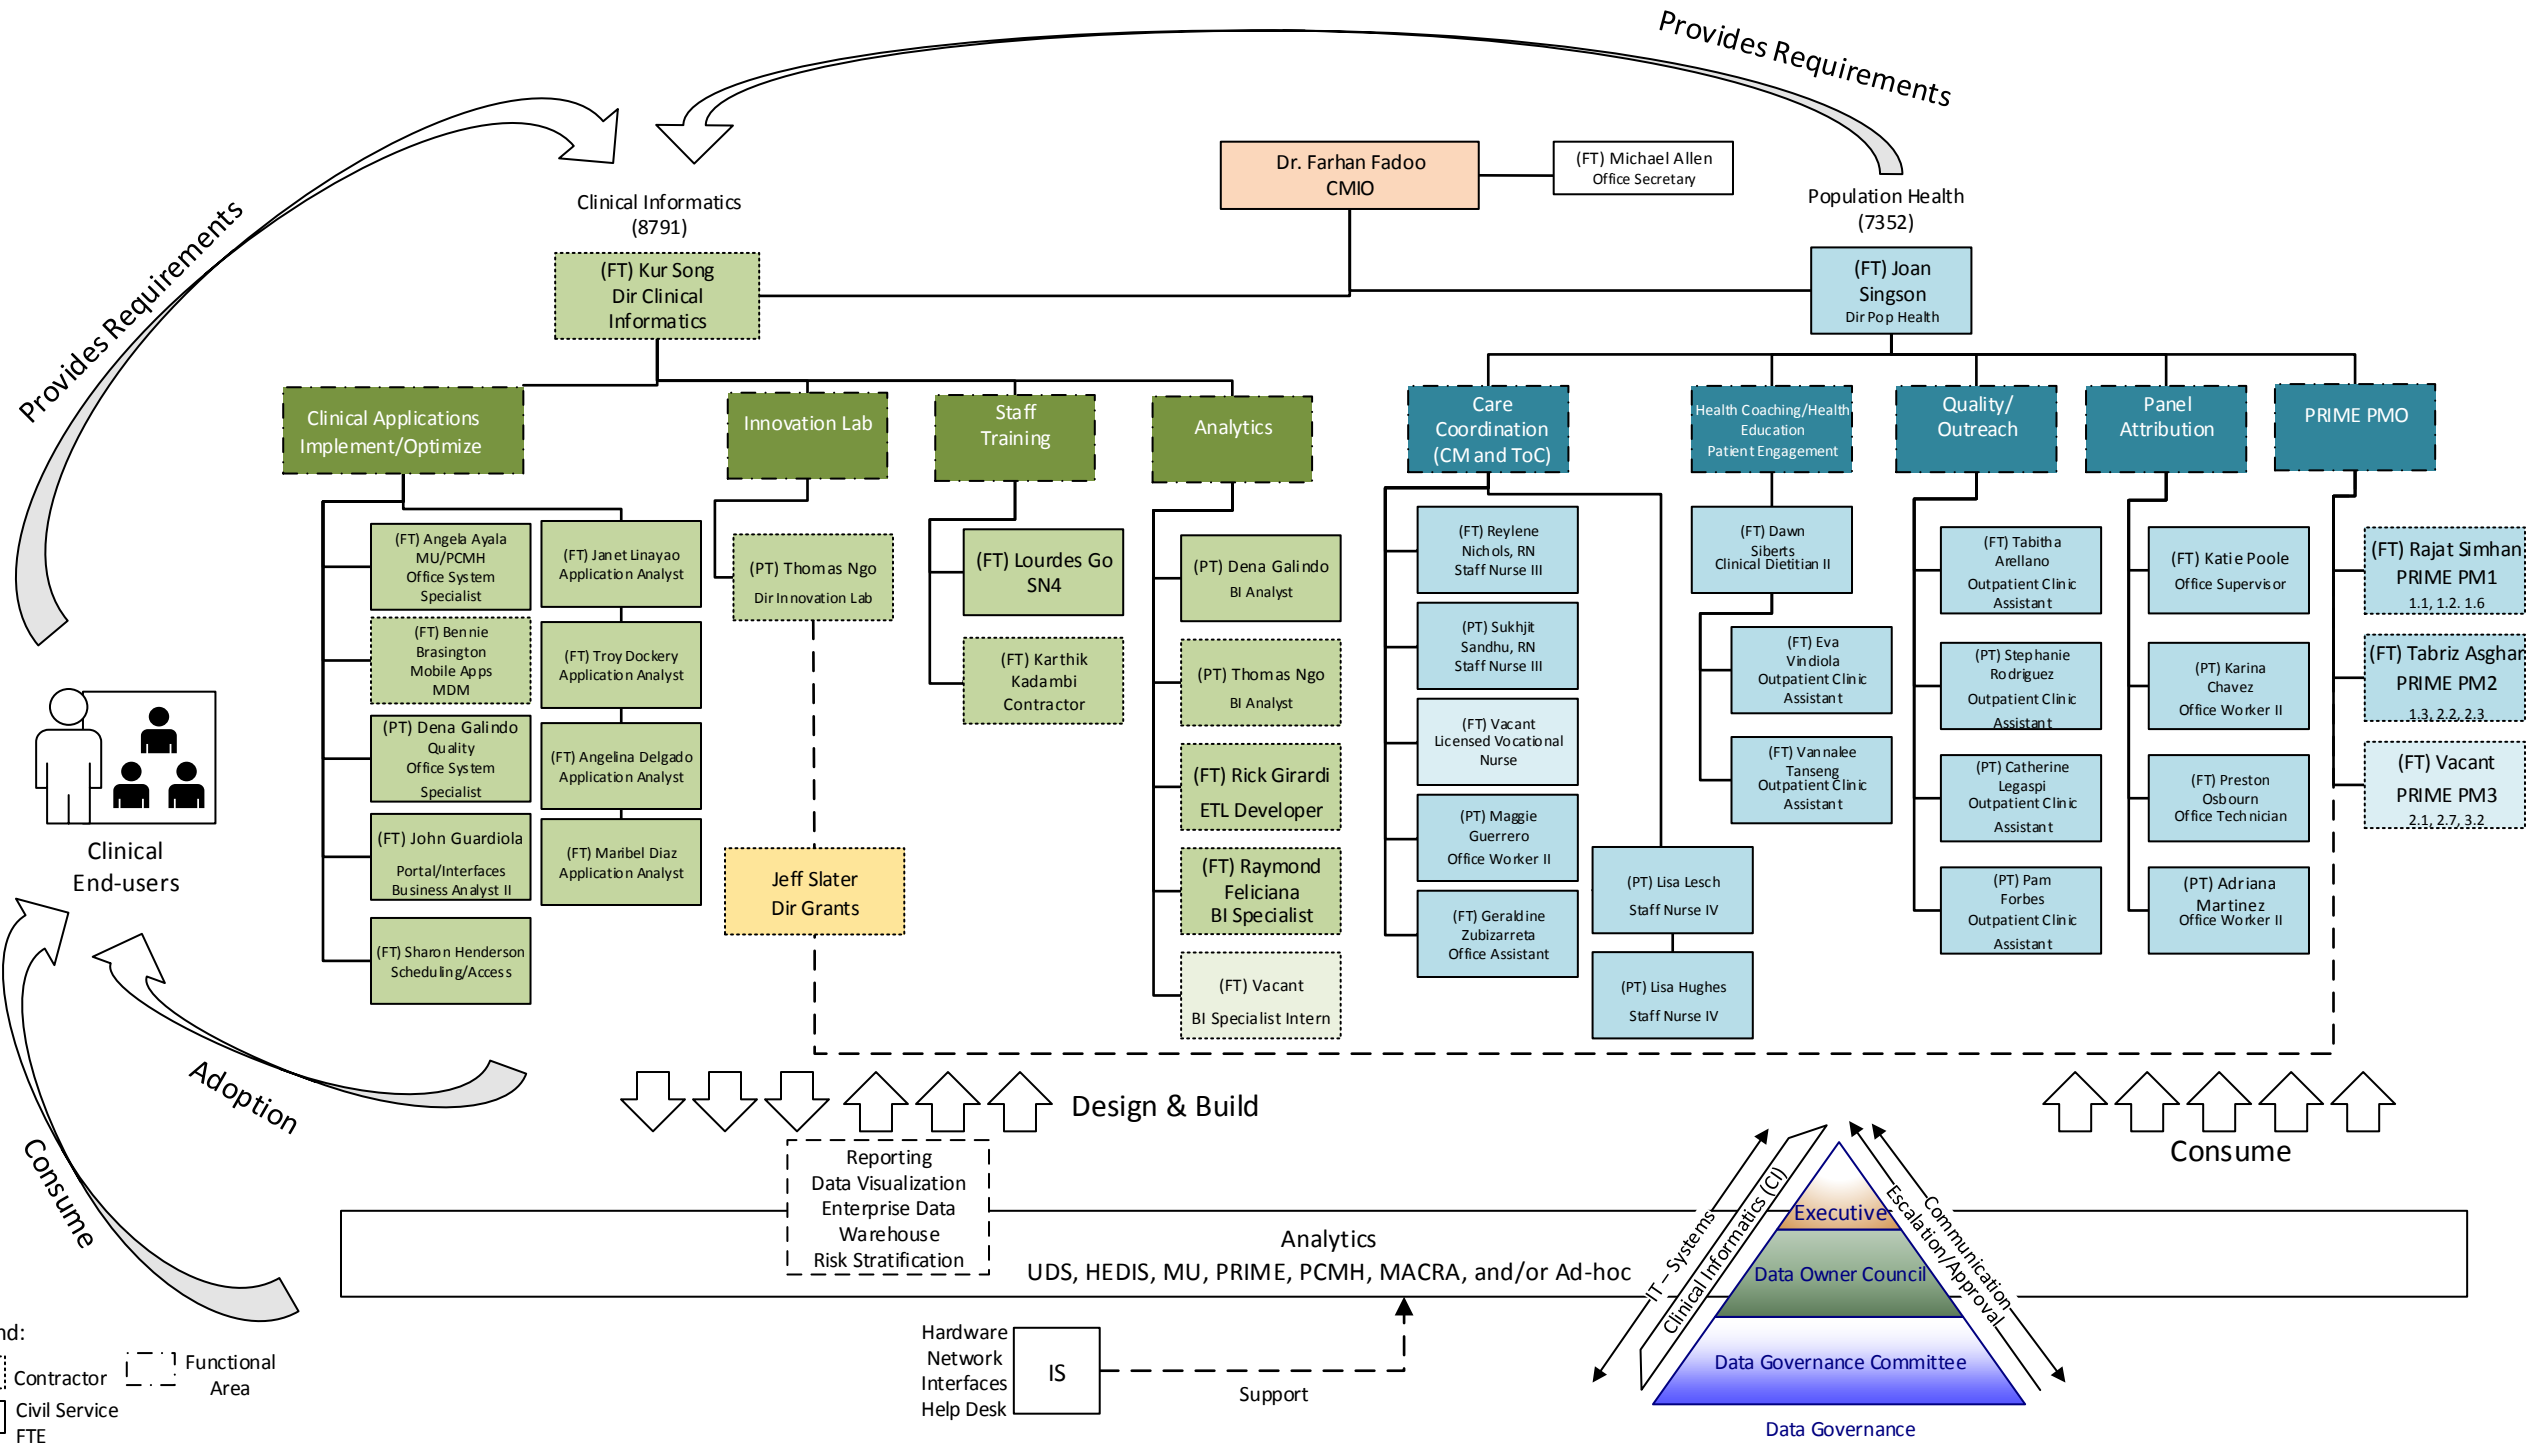 Provides Requirements
Provides Requirements
Dr. Farhan Fadoo
CMIO
(FT) Michael Allen
Office Secretary
Clinical Informatics
(8791)
Population Health
(7352)
(FT) Kur Song
Dir Clinical
Informatics
(FT) Joan
Singson
Dir Pop Health
Clinical Applications
Implement/Optimize
Innovation Lab
Staff
Training
Analytics
Care
Coordination
(CM and ToC)
Health Coaching/Health
Education
Patient Engagement
Quality/
Outreach
Panel
Attribution
PRIME PMO
(FT) Angela Ayala
MU/PCMH
Office System
Specialist
(FT) Bennie
Brasington
Mobile Apps
MDM
(PT) Dena Galindo
Quality
Office System
Specialist
(FT) John Guardiola
Portal/Interfaces
Business Analyst II
(FT) Sharon Henderson
Scheduling/Access
(FT) Janet Linayao
Application Analyst
(FT) Troy Dockery
Application Analyst
(FT) Angelina Delgado
Application Analyst
(FT) Maribel Diaz
Application Analyst
(PT) Thomas Ngo
Dir Innovation Lab
Jeff Slater
Dir Grants
(FT) Lourdes Go
SN4
(FT) Karthik
Kadambi
Contractor
(PT) Dena Galindo
BI Analyst
(PT) Thomas Ngo
BI Analyst
(FT) Rick Girardi
ETL Developer
(FT) Raymond
Feliciana
BI Specialist
(FT) Vacant
BI Specialist Intern
(FT) Reylene
Nichols, RN
Staff Nurse III
(PT) Sukhjit
Sandhu, RN
Staff Nurse III
(FT) Vacant
Licensed Vocational
Nurse
(PT) Maggie
Guerrero
Office Worker II
(FT) Geraldine
Zubizarreta
Office Assistant
(PT) Lisa Lesch
Staff Nurse IV
(PT) Lisa Hughes
Staff Nurse IV
(FT) Dawn
Siberts
Clinical Dietitian II
(FT) Eva
Vindiola
Outpatient Clinic
Assistant
(FT) Vannalee
Tanseng
Outpatient Clinic
Assistant
(FT) Tabitha
Arellano
Outpatient Clinic
Assistant
(PT) Stephanie
Rodriguez
Outpatient Clinic
Assistant
(PT) Catherine
Legaspi
Outpatient Clinic
Assistant
(PT) Pam
Forbes
Outpatient Clinic
Assistant
(FT) Katie Poole
Office Supervisor
(PT) Karina
Chavez
Office Worker II
(FT) Preston
Osbourn
Office Technician
(PT) Adriana
Martinez
Office Worker II
(FT) Rajat Simhan
PRIME PM1
1.1, 1.2. 1.6
(FT) Tabriz Asghar
PRIME PM2
1.3, 2.2, 2.3
(FT) Vacant
PRIME PM3
2.1, 2.7, 3.2
Clinical
End-users
Adoption
Consume
Design & Build
Consume
Reporting
Data Visualization
Enterprise Data
Warehouse
Risk Stratification
Analytics
UDS, HEDIS, MU, PRIME, PCMH, MACRA, and/or Ad-hoc
IT – Systems
Clinical Informatics (CI)
Executive
Data Owner Council
Data Governance Committee
Data Governance
Escalation/Approval
Communication
Hardware
Network
Interfaces
Help Desk
IS
Support
nd:
Contractor
Functional
Area
Civil Service
FTE